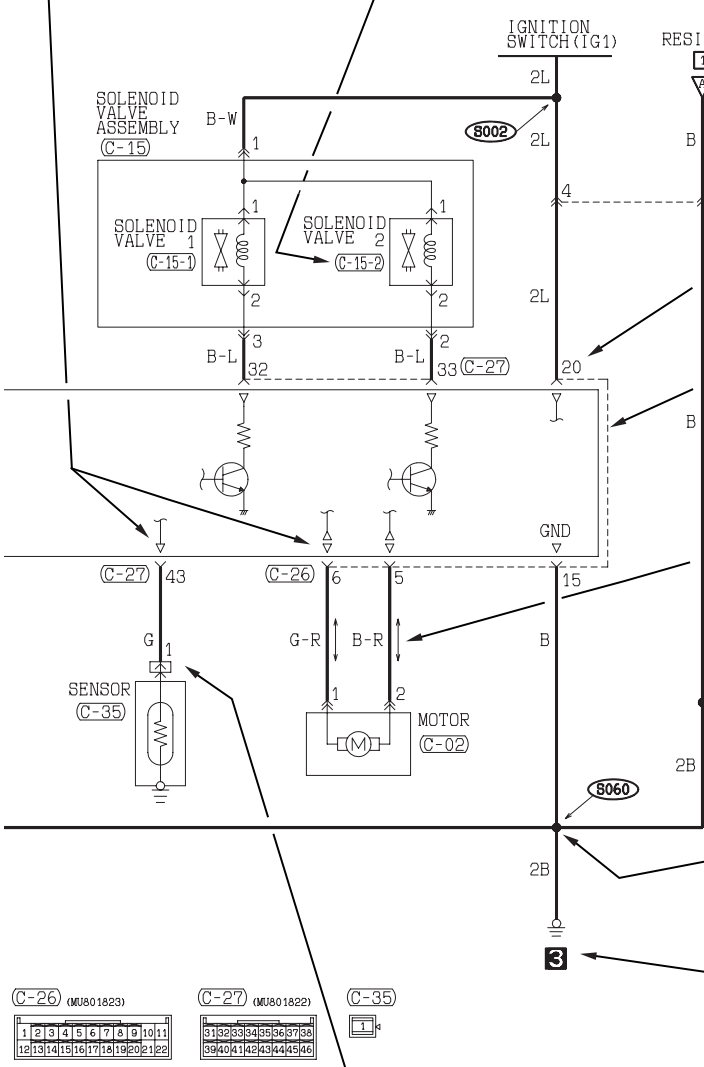 IGNITION
SWITCH(IG1)
RESI
1
A
2L
SOLENOID
VALVE
ASSEMBLY
(C-15)
B-W
1
S002
2L
B
4
1
1
SOLENOID
VALVE 1
(C-15-1)
SOLENOID
VALVE 2
(C-15-2)
2
2
2L
3
2
B-L
32
B-L
33
(C-27)
20
B
GND
(C-27)
43
(C-26)
6
5
15
G
1
G-R
B-R
B
SENSOR
(C-35)
1
2
MOTOR
(C-02)
M
2B
S060
2B
3
(C-26) (MU801823)
(C-27) (MU801822)
(C-35)
1 2 3 4 5 6 7 8 9 10 11
12 13 14 15 16 17 18 19 20 21 22
31 32 33 34 35 36 37 38
39 40 41 42 43 44 45 46
1